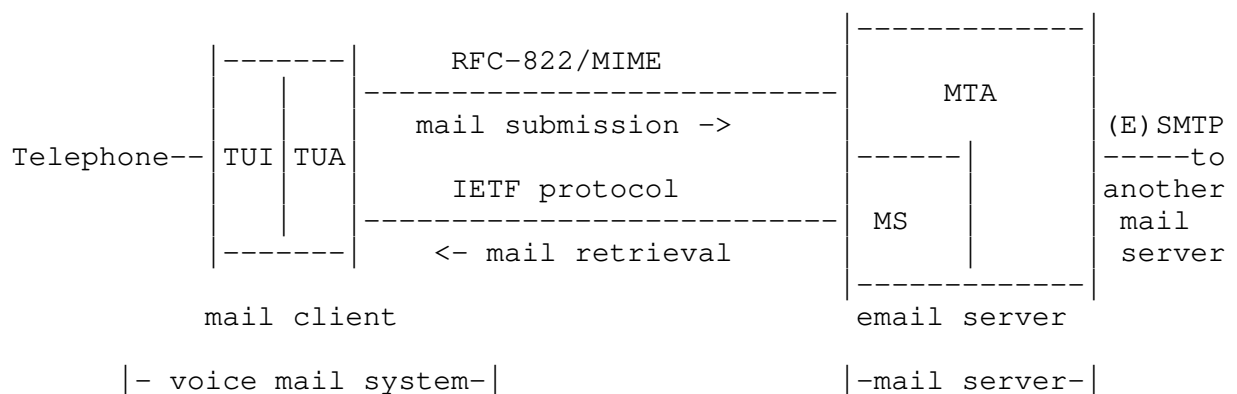 RFC-822/MIME
MTA
mail submission ->
(E)SMTP
Telephone-- TUI TUA -----to
IETF protocol another
MS mail
<- mail retrieval server
mail client email server
|- voice mail system-| |-mail server-|